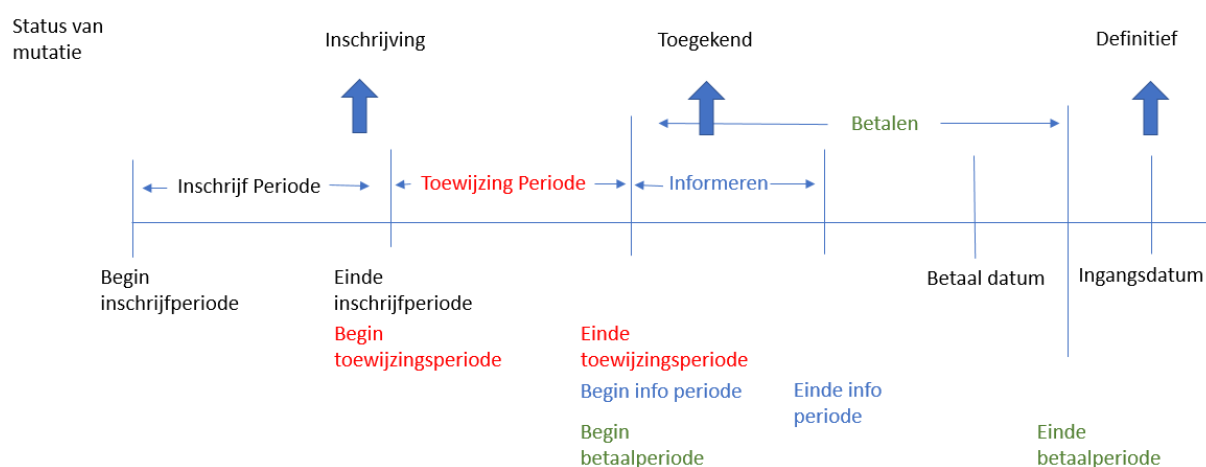 Status van
mutatie
Inschrijving
Toegekend
Definitief
Betalen
Inschrijf Periode
Toewijzing Periode
Informeren
Begin
inschrijfperiode
Einde
inschrijfperiode
Betaal datum
Ingangsdatum
Begin
toewijzingsperiode
Einde
toewijzingsperiode
Begin info periode
Einde info
periode
Begin
betaalperiode
Einde
betaalperiode